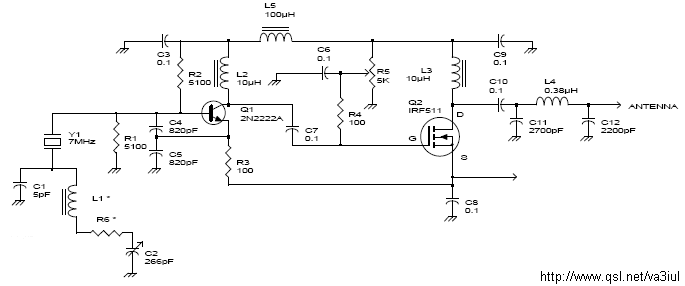 L5
100µH
C3
0.1
R2
5100
L2
10µH
C6
0.1
R5
5K
L3
10µH
C9
0.1
C10
0.1
L4
0.38µH
ANTENNA
Q1
2N2222A
C4
820pF
C7
0.1
R4
100
Q2
IRF511
D
G
S
C11
2700pF
C12
2200pF
Y1
7MHz
R1
5100
C5
820pF
R3
100
C1
5pF
L1 *
R6 *
C2
266pF
C8
0.1
http://www.qsl.net/va3iul